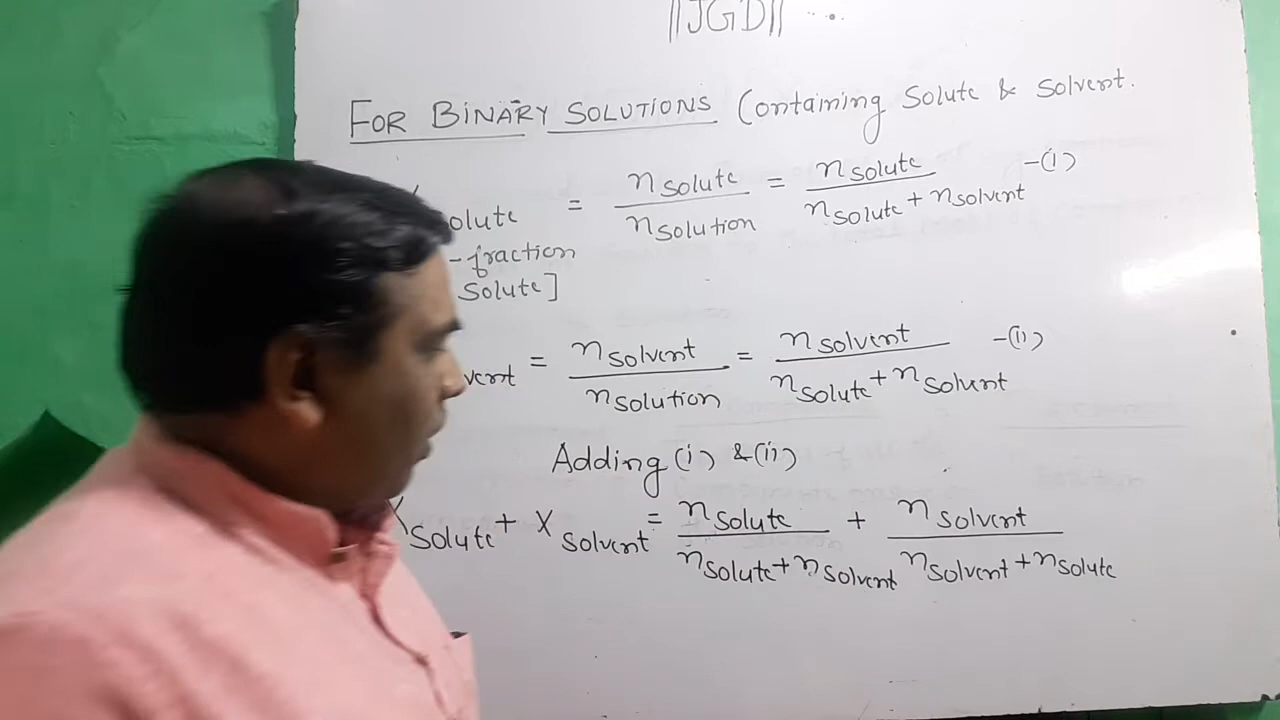 ||JGD||
FOR BINARY SOLUTIONS Containing Solute & Solvent.
olute = n solute / n solution = n solute / n solute + n solvent -(i)
-fraction
Solute]
vent = n solvent / n solution = n solvent / n solute + n solvent -(ii)
Adding (i) & (ii)
X solute + X solvent = n solute / n solute + n solvent + n solvent / n solvent + n solute